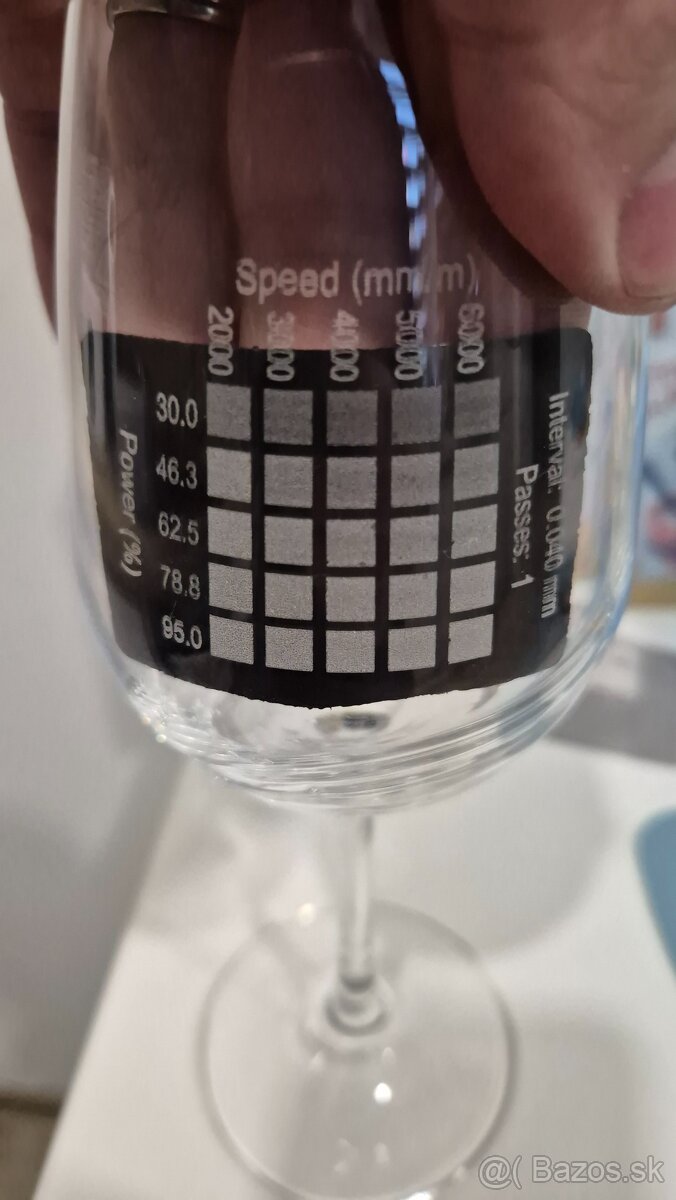 Speed (mm/m)
2000 3000 4000 5000 6000
Power (%)
30.0
46.3
62.5
78.8
95.0
Passes: 1
Interval: 0.040 mm
@( Bazos.sk